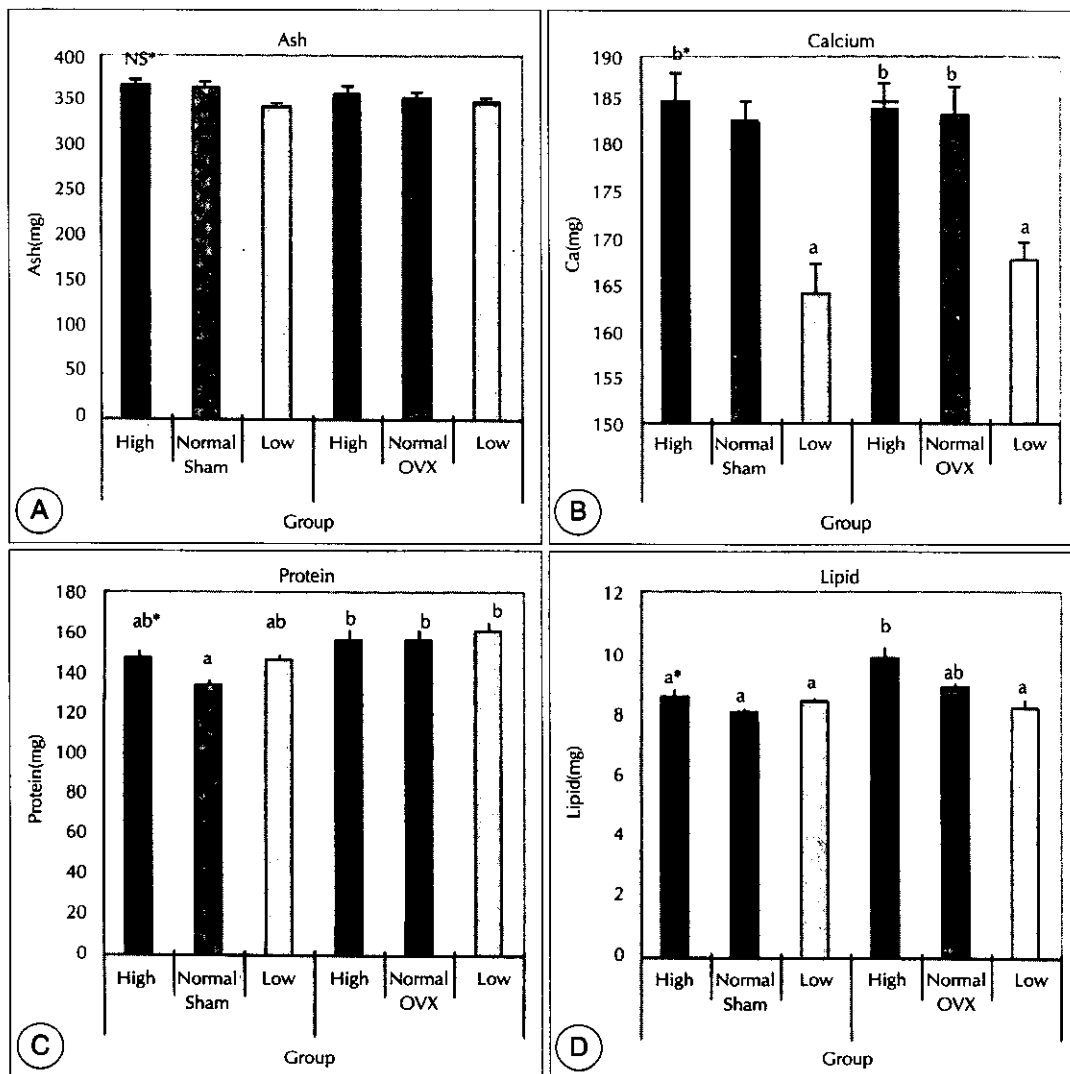 Ash
NS*
400
350
300
250
200
150
100
50
0
Ash(mg)
High Normal Low High Normal Low
Sham OVX
Group
A
Calcium
b* b b
a a
190
185
180
175
170
165
160
155
150
Ca(mg)
High Normal Low High Normal Low
Sham OVX
Group
B
Protein
ab* a ab b b b
180
160
140
120
100
80
60
40
20
0
Protein(mg)
High Normal Low High Normal Low
Sham OVX
Group
C
Lipid
a* a a b ab a
12
10
8
6
4
2
0
Lipid(mg)
High Normal Low High Normal Low
Sham OVX
Group
D